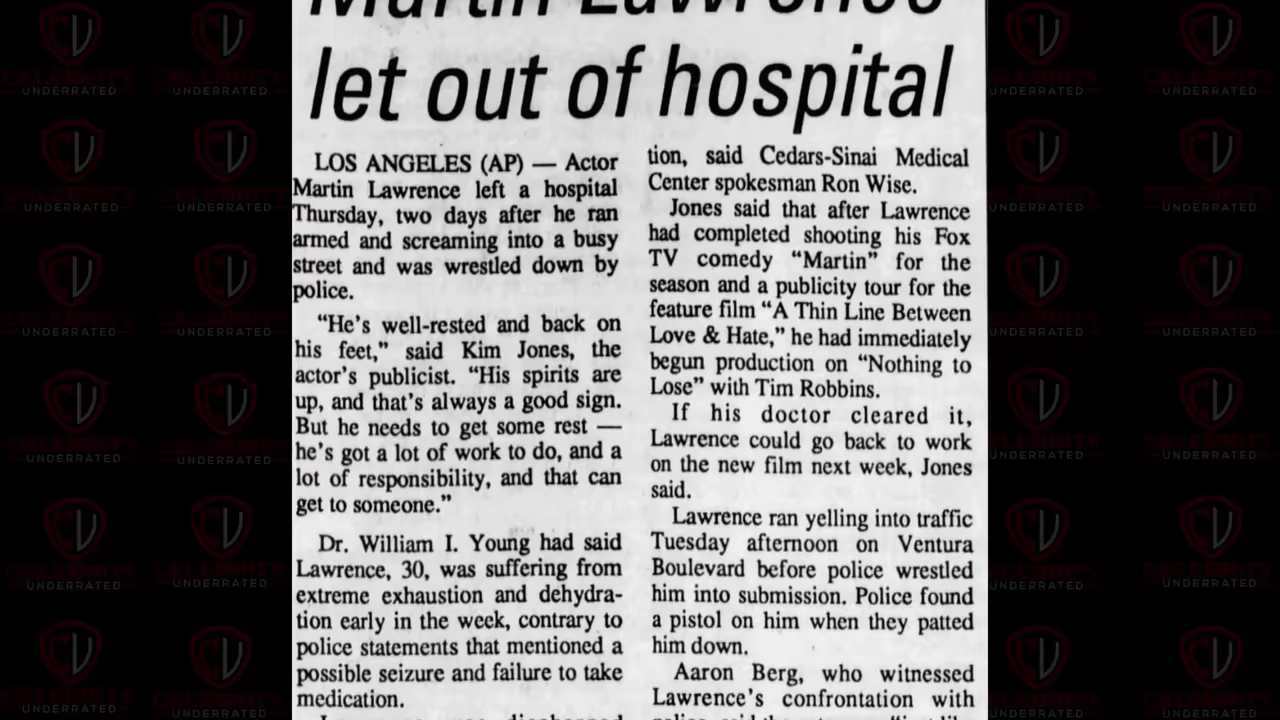 Martin Lawrence
let out of hospital
LOS ANGELES (AP) — Actor
Martin Lawrence left a hospital
Thursday, two days after he ran
armed and screaming into a busy
street and was wrestled down by
police.
“He’s well-rested and back on
his feet,” said Kim Jones, the
actor’s publicist. “His spirits are
up, and that’s always a good sign.
But he needs to get some rest —
he’s got a lot of work to do, and a
lot of responsibility, and that can
get to someone.”
Dr. William I. Young had said
Lawrence, 30, was suffering from
extreme exhaustion and dehydra-
tion early in the week, contrary to
police statements that mentioned a
possible seizure and failure to take
medication.
tion, said Cedars-Sinai Medical
Center spokesman Ron Wise.
Jones said that after Lawrence
had completed shooting his Fox
TV comedy “Martin” for the
season and a publicity tour for the
feature film “A Thin Line Between
Love & Hate,” he had immediately
begun production on “Nothing to
Lose” with Tim Robbins.
If his doctor cleared it,
Lawrence could go back to work
on the new film next week, Jones
said.
Lawrence ran yelling into traffic
Tuesday afternoon on Ventura
Boulevard before police wrestled
him into submission. Police found
a pistol on him when they patted
him down.
Aaron Berg, who witnessed
Lawrence’s confrontation with